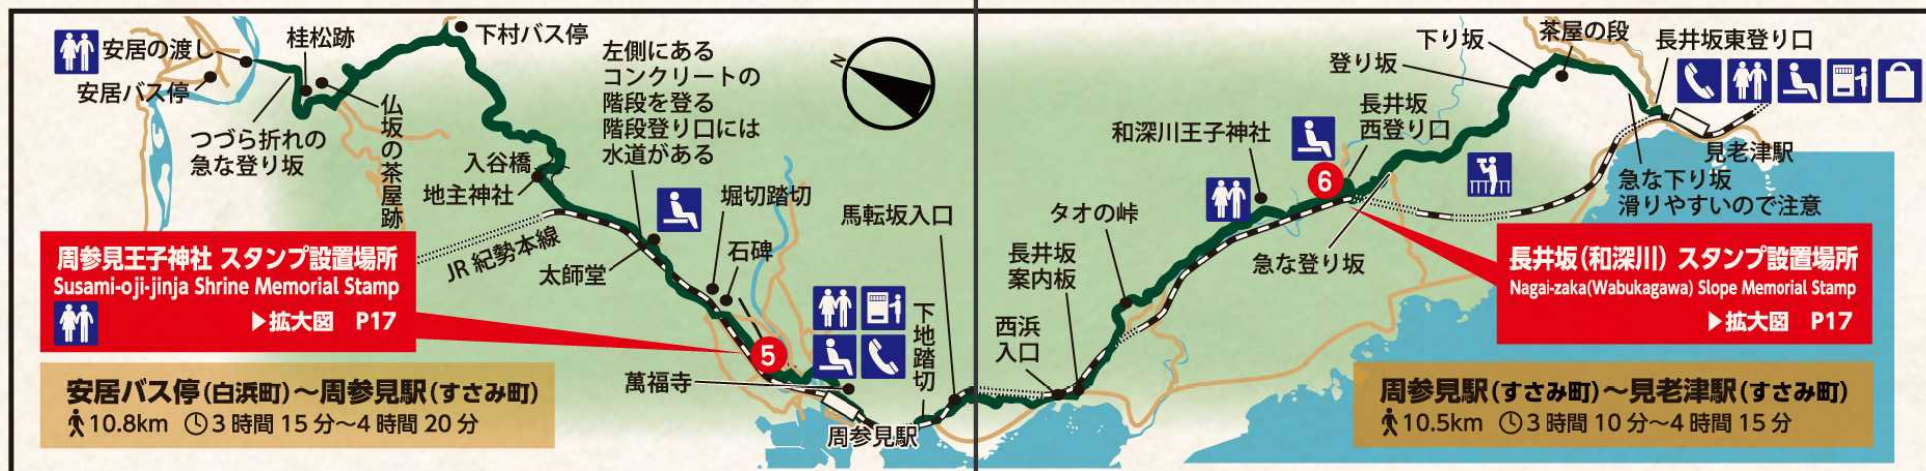 安居の渡し
安居バス停
桂松跡
つづら折れの
急な登り坂
仏坂の茶屋跡
下村バス停
左側にある
コンクリートの
階段を登る
階段登り口には
水道がある
N
入谷橋
地主神社
JR紀勢本線
太師堂
堀切踏切
石碑
5
萬福寺
周参見駅
下地踏切
馬転坂入口
西浜
入口
長井坂
案内板
タオの峠
和深川王子神社
6
長井坂
西登り口
急な登り坂
登り坂
下り坂
茶屋の段
長井坂東登り口
見老津駅
急な下り坂
滑りやすいので注意
周参見王子神社 スタンプ設置場所
Susami-oji-jinja Shrine Memorial Stamp
▶拡大図 P17
安居バス停(白浜町)～周参見駅(すさみ町)
10.8km 3時間15分～4時間20分
長井坂(和深川) スタンプ設置場所
Nagai-zaka(Wabukagawa) Slope Memorial Stamp
▶拡大図 P17
周参見駅(すさみ町)～見老津駅(すさみ町)
10.5km 3時間10分～4時間15分